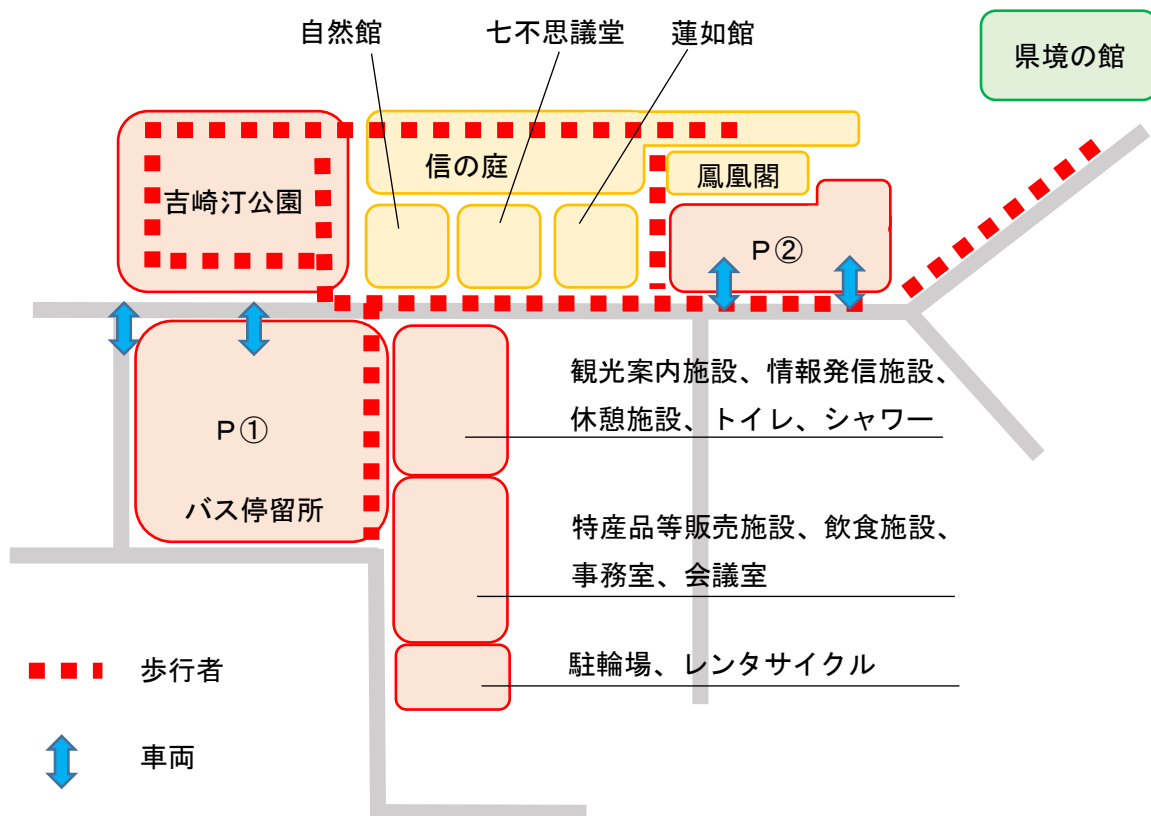 自然館
七不思議堂
蓮如館
県境の館
信の庭
鳳凰閣
吉崎汀公園
P②
観光案内施設、情報発信施設、
休憩施設、トイレ、シャワー
P①
バス停留所
特産品等販売施設、飲食施設、
事務室、会議室
駐輪場、レンタサイクル
歩行者
車両